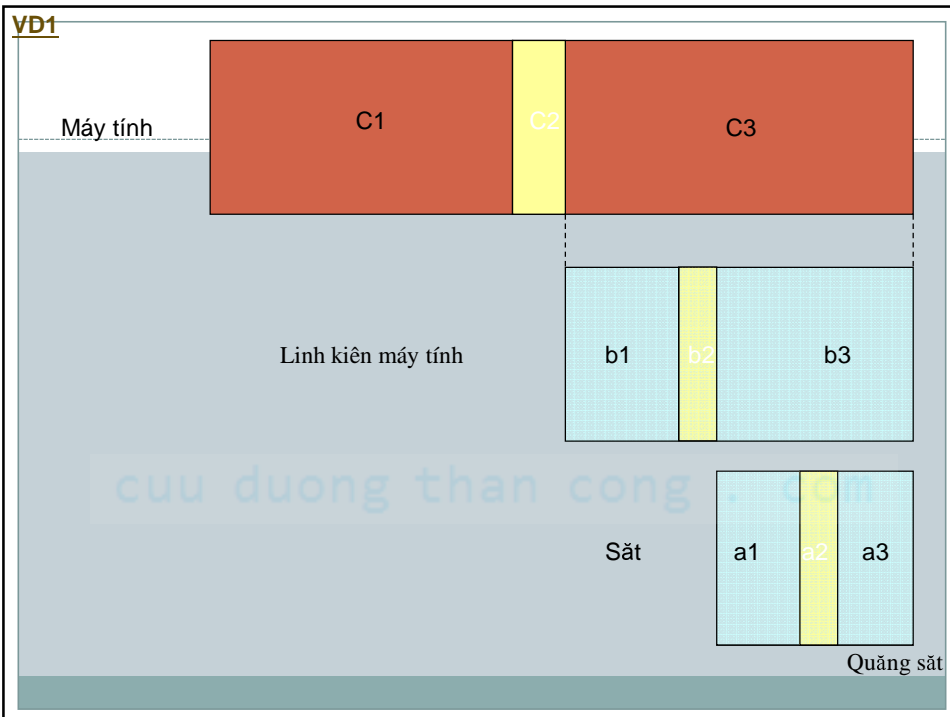 VD1
Máy tính
C1
C2
C3
Linh kiên máy tính
b1
b2
b3
cuu duong than cong . com
Săt
a1
a2
a3
Quăng săt